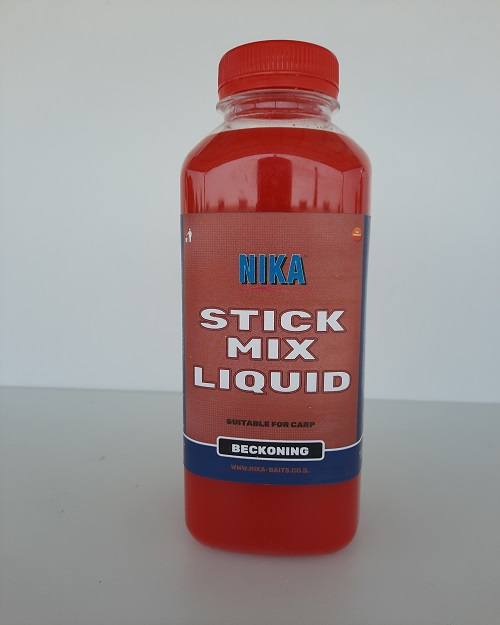 NIKA
STICK
MIX
LIQUID
SUITABLE FOR CARP
BECKONING
WWW.NIKA-BAITS.CO.IL